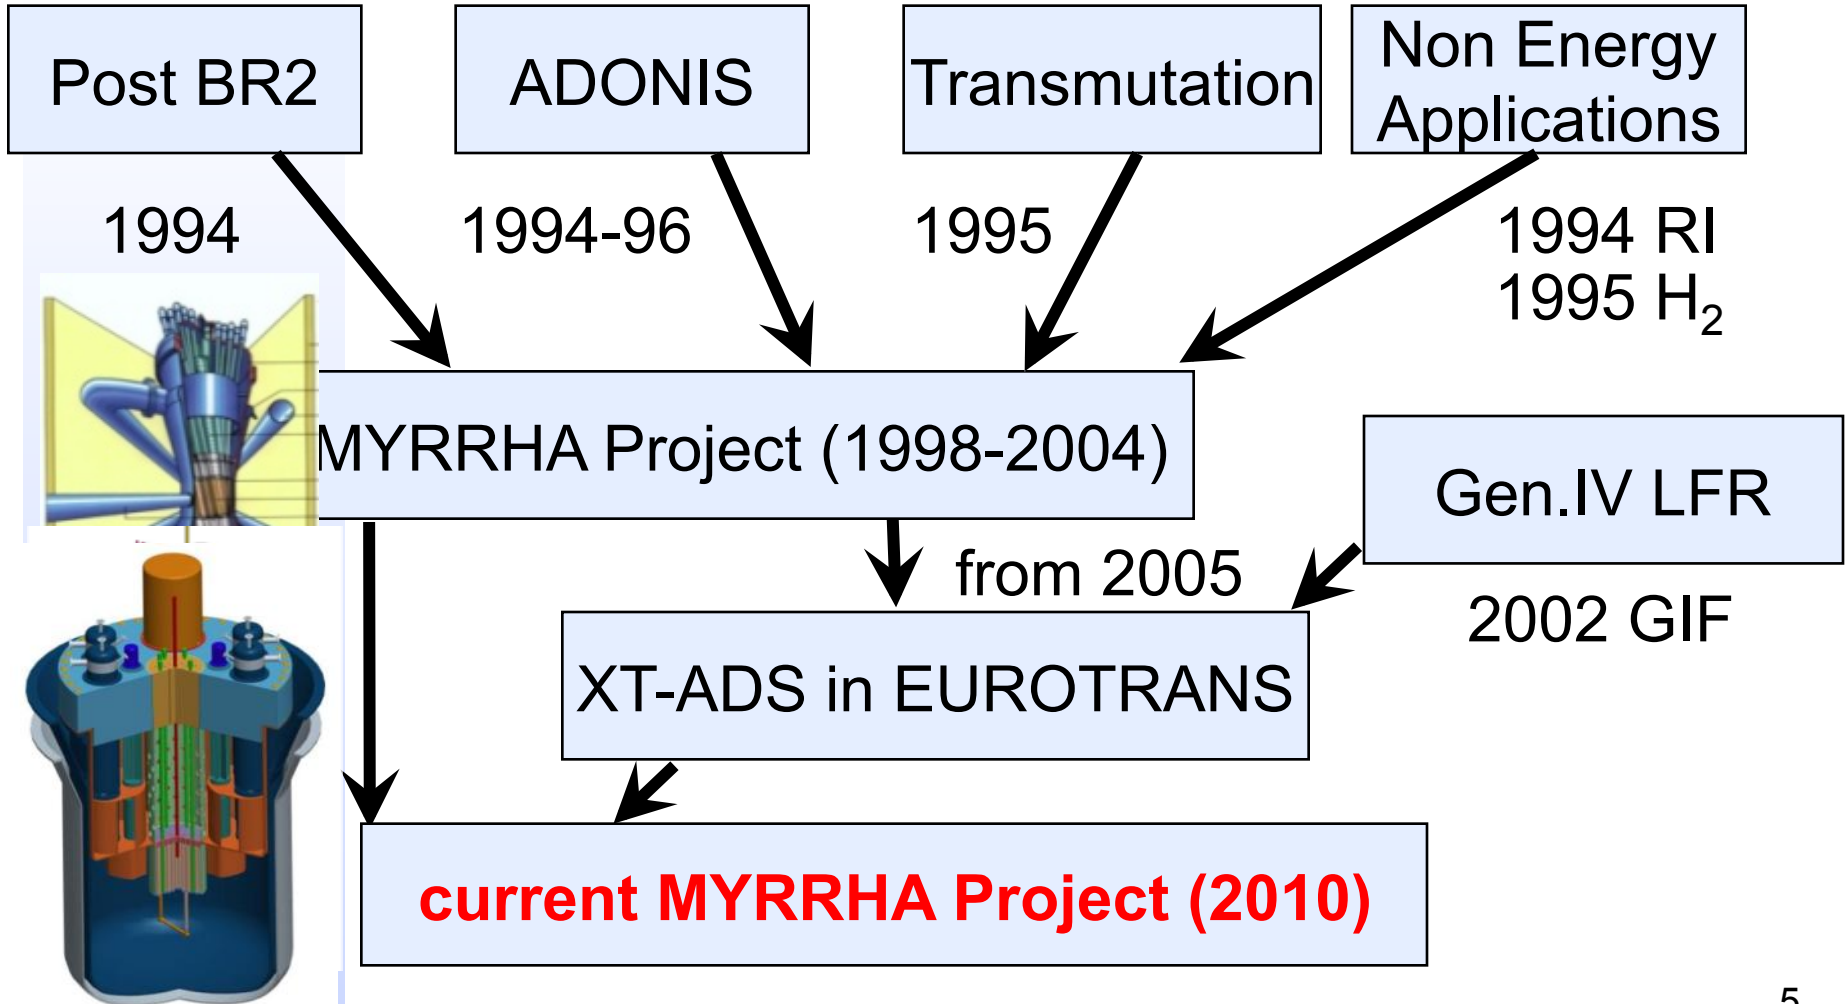 Post BR2
ADONIS
Transmutation
Non Energy
Applications
1994
1994-96
1995
1994 RI
1995 H₂
MYRRHA Project (1998-2004)
Gen.IV LFR
from 2005
2002 GIF
XT-ADS in EUROTRANS
current MYRRHA Project (2010)
5